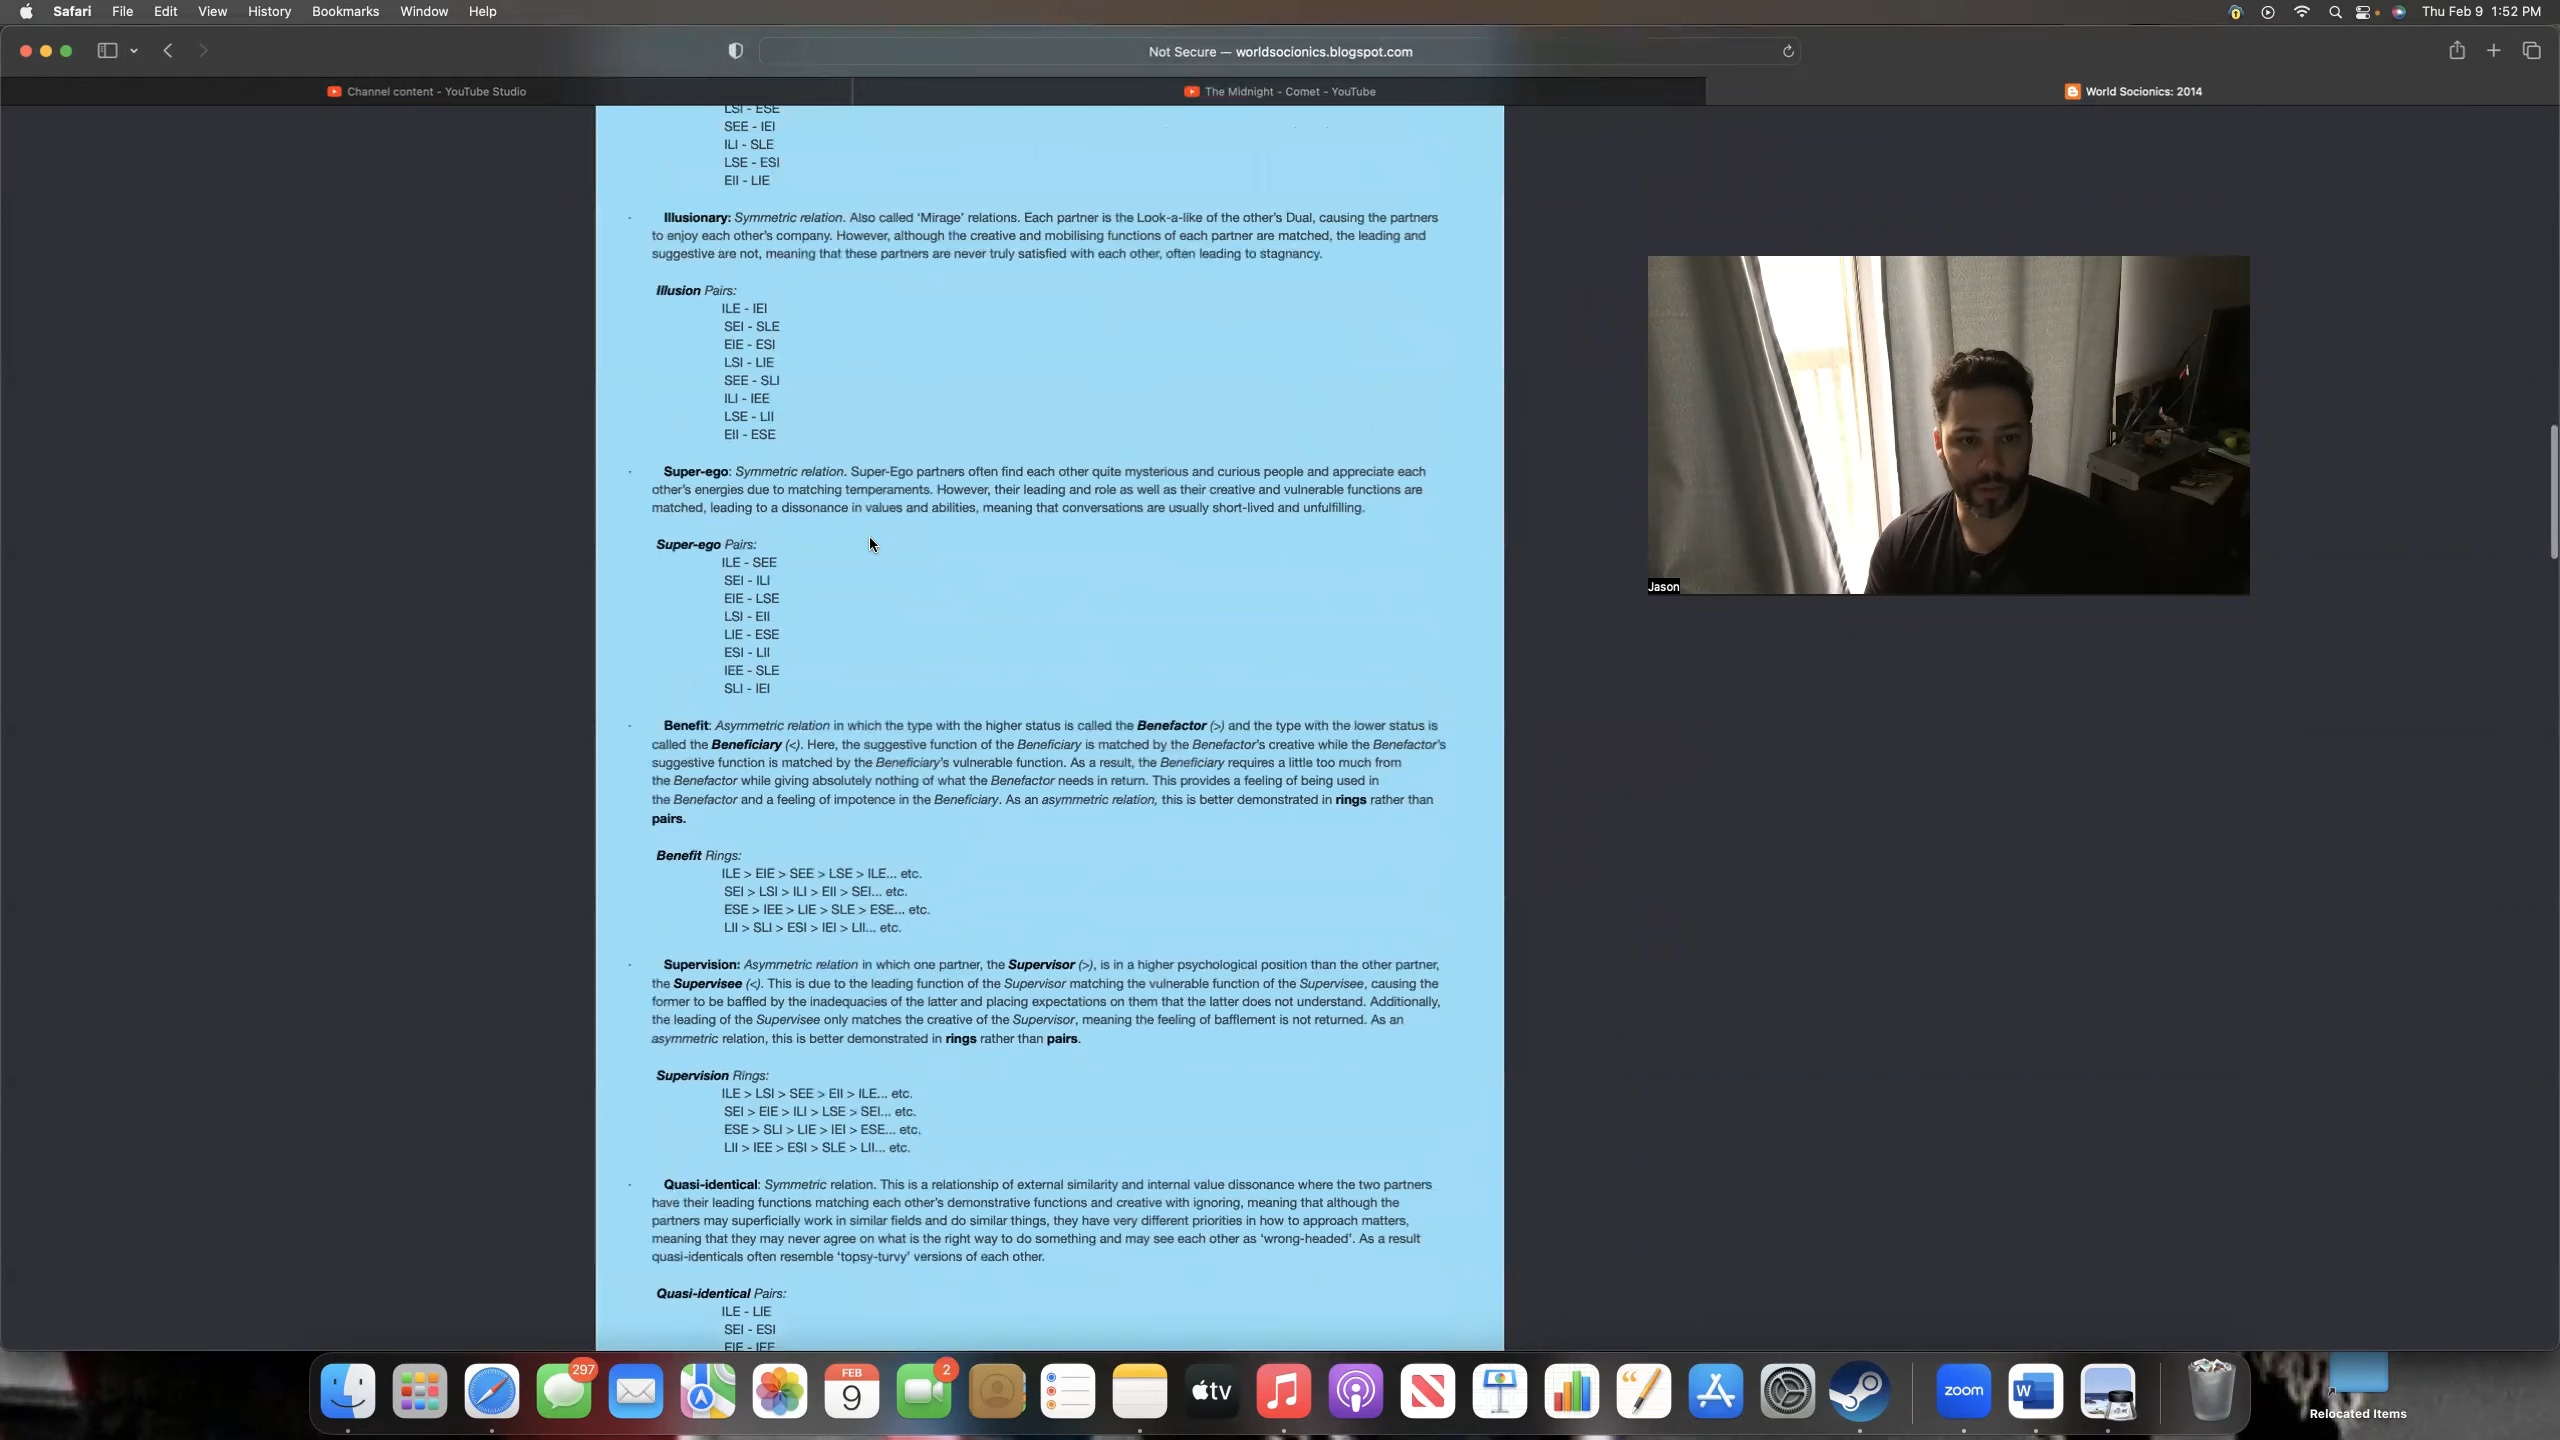 Safari File Edit View History Bookmarks Window Help
Thu Feb 9 1:52 PM
Not Secure — worldsocionics.blogspot.com
Channel content - YouTube Studio
The Midnight - Comet - YouTube
World Socionics: 2014
LSI - ESE
SEE - IEI
ILI - SLE
LSE - ESI
EII - LIE
- Illusionary: Symmetric relation. Also called ‘Mirage’ relations. Each partner is the Look-a-like of the other’s Dual, causing the partners
to enjoy each other’s company. However, although the creative and mobilising functions of each partner are matched, the leading and
suggestive are not, meaning that these partners are never truly satisfied with each other, often leading to stagnancy.
Illusion Pairs:
ILE - IEI
SEI - SLE
EIE - ESI
LSI - LIE
SEE - SLI
ILI - IEE
LSE - LII
EII - ESE
- Super-ego: Symmetric relation. Super-Ego partners often find each other quite mysterious and curious people and appreciate each
other’s energies due to matching temperaments. However, their leading and role as well as their creative and vulnerable functions are
matched, leading to a dissonance in values and abilities, meaning that conversations are usually short-lived and unfulfilling.
Super-ego Pairs:
ILE - SEE
SEI - ILI
EIE - LSE
LSI - EII
LIE - ESE
ESI - LII
IEE - SLE
SLI - IEI
- Benefit: Asymmetric relation in which the type with the higher status is called the Benefactor (>) and the type with the lower status is
called the Beneficiary (<). Here, the suggestive function of the Beneficiary is matched by the Benefactor’s creative while the Benefactor’s
suggestive function is matched by the Beneficiary’s vulnerable function. As a result, the Beneficiary requires a little too much from
the Benefactor while giving absolutely nothing of what the Benefactor needs in return. This provides a feeling of being used in
the Benefactor and a feeling of impotence in the Beneficiary. As an asymmetric relation, this is better demonstrated in rings rather than
pairs.
Benefit Rings:
ILE > EIE > SEE > LSE > ILE... etc.
SEI > LSI > ILI > EII > SEI... etc.
ESE > IEE > LIE > SLE > ESE... etc.
LII > SLI > ESI > IEI > LII... etc.
- Supervision: Asymmetric relation in which one partner, the Supervisor (>), is in a higher psychological position than the other partner,
the Supervisee (<). This is due to the leading function of the Supervisor matching the vulnerable function of the Supervisee, causing the
former to be baffled by the inadequacies of the latter and placing expectations on them that the latter does not understand. Additionally,
the leading of the Supervisee only matches the creative of the Supervisor, meaning the feeling of bafflement is not returned. As an
asymmetric relation, this is better demonstrated in rings rather than pairs.
Supervision Rings:
ILE > LSI > SEE > EII > ILE... etc.
SEI > EIE > ILI > LSE > SEI... etc.
ESE > SLI > LIE > IEI > ESE... etc.
LII > IEE > ESI > SLE > LII... etc.
- Quasi-identical: Symmetric relation. This is a relationship of external similarity and internal value dissonance where the two partners
have their leading functions matching each other’s demonstrative functions and creative with ignoring, meaning that although the
partners may superficially work in similar fields and do similar things, they have very different priorities in how to approach matters,
meaning that they may never agree on what is the right way to do something and may see each other as ‘wrong-headed’. As a result
quasi-identicals often resemble ‘topsy-turvy’ versions of each other.
Quasi-identical Pairs:
ILE - LIE
SEI - ESI
EIE - IEE
Jason
297
FEB
9
2
tv
zoom
W
Relocated Items